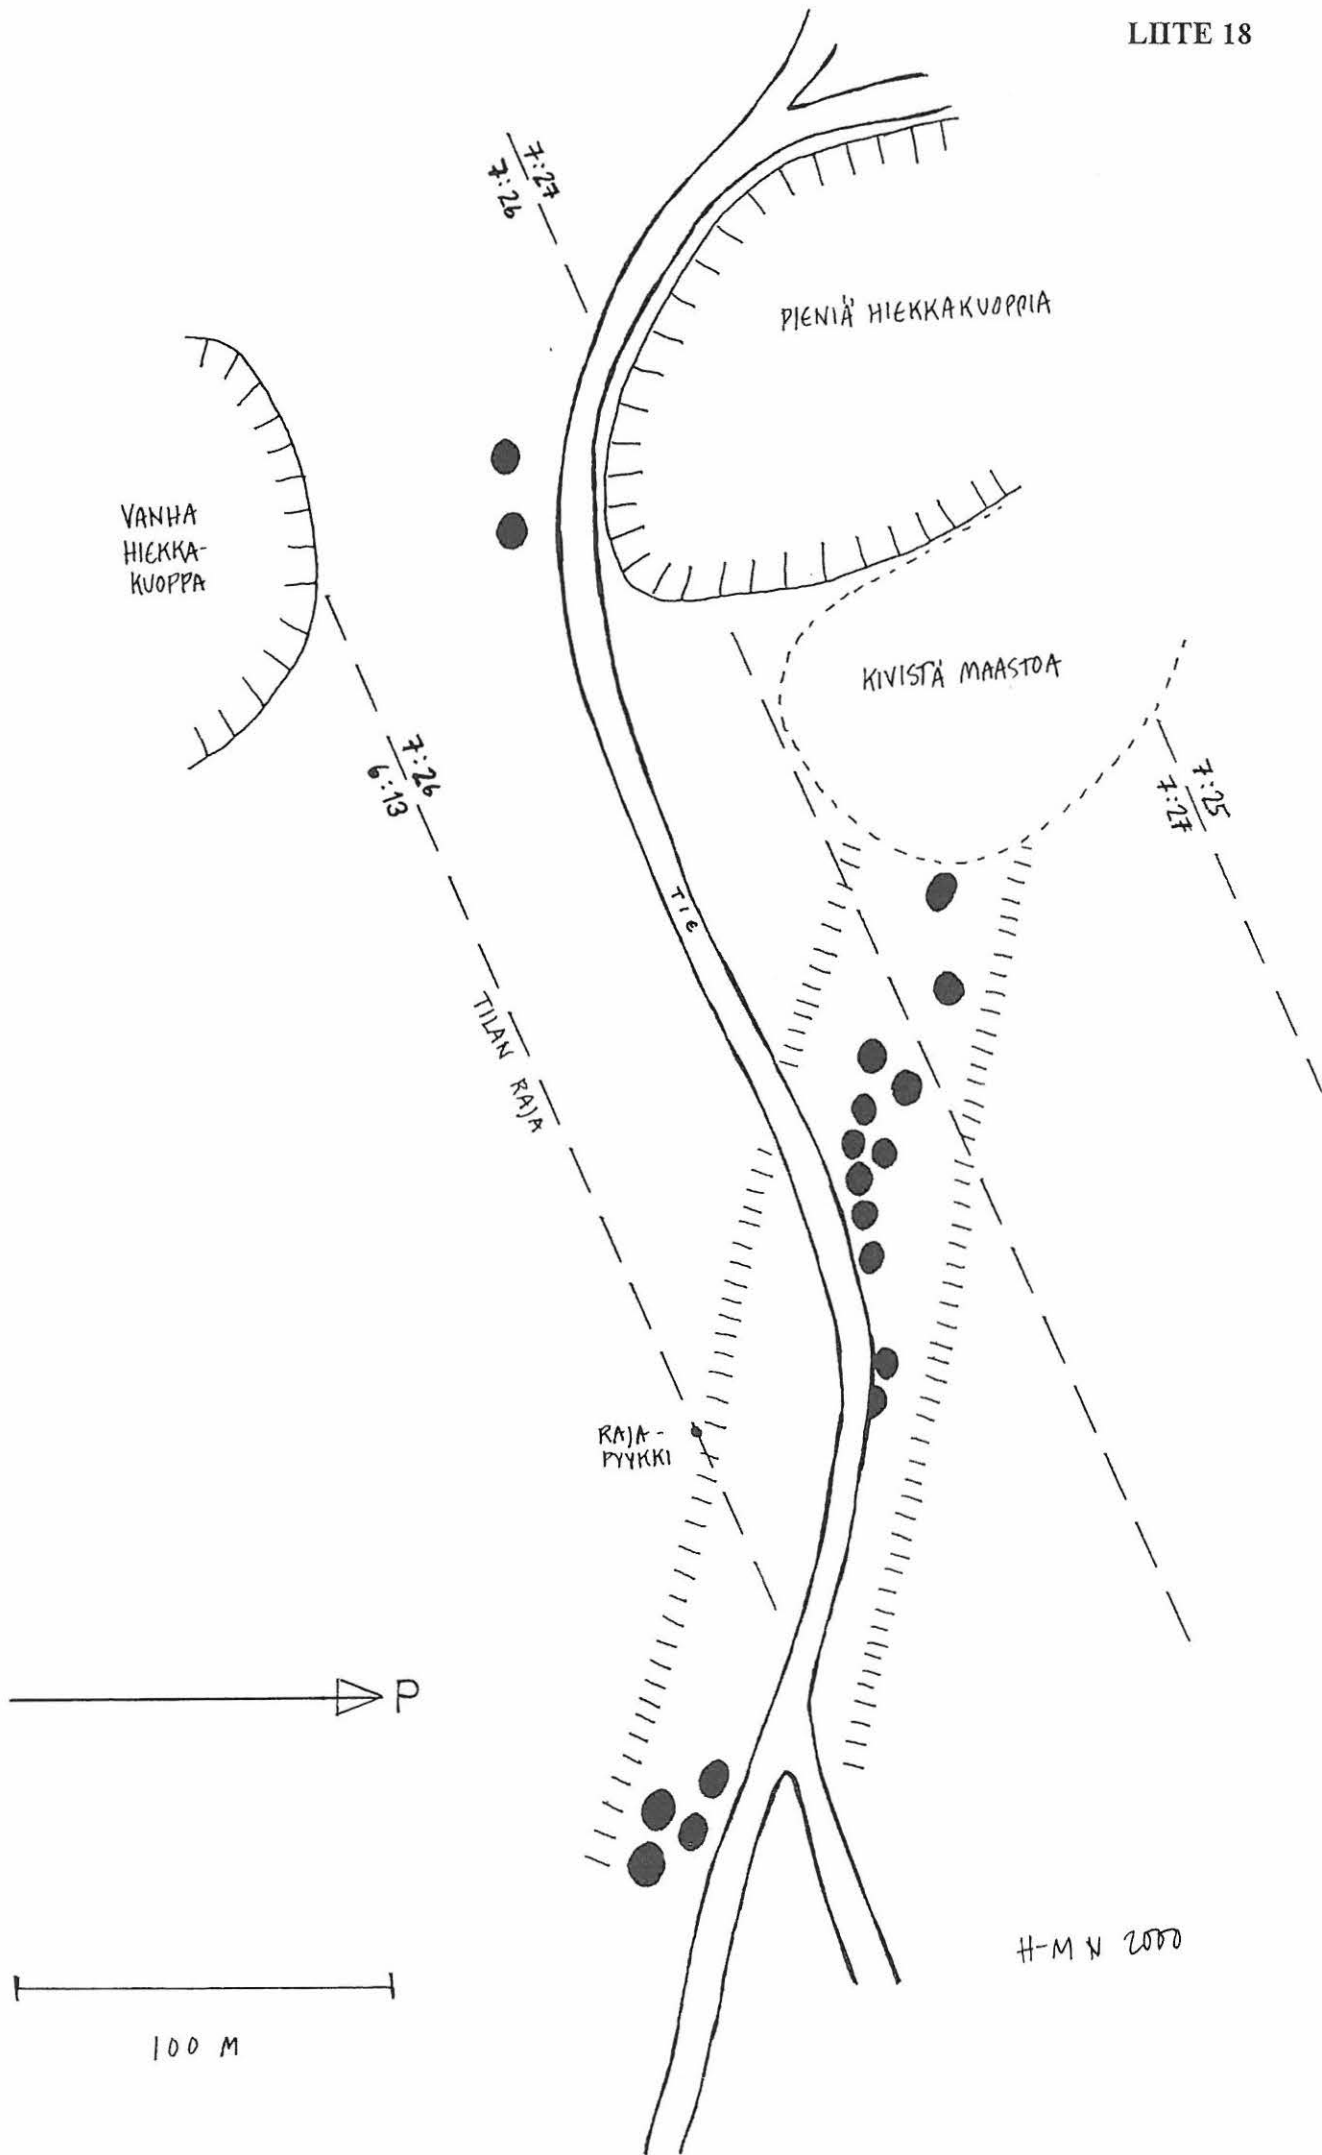 LIITE 18
7:27
7:26
PIENIÄ HIEKKAKUOPPIA
VANHA
HIEKKA-
KUOPPA
KIVISTÄ MAASTOA
7:26
6:13
7:25
7:27
TIE
TILAN RAJA
RAJA-
PYYKKI
P
H-M N 2000
100 M